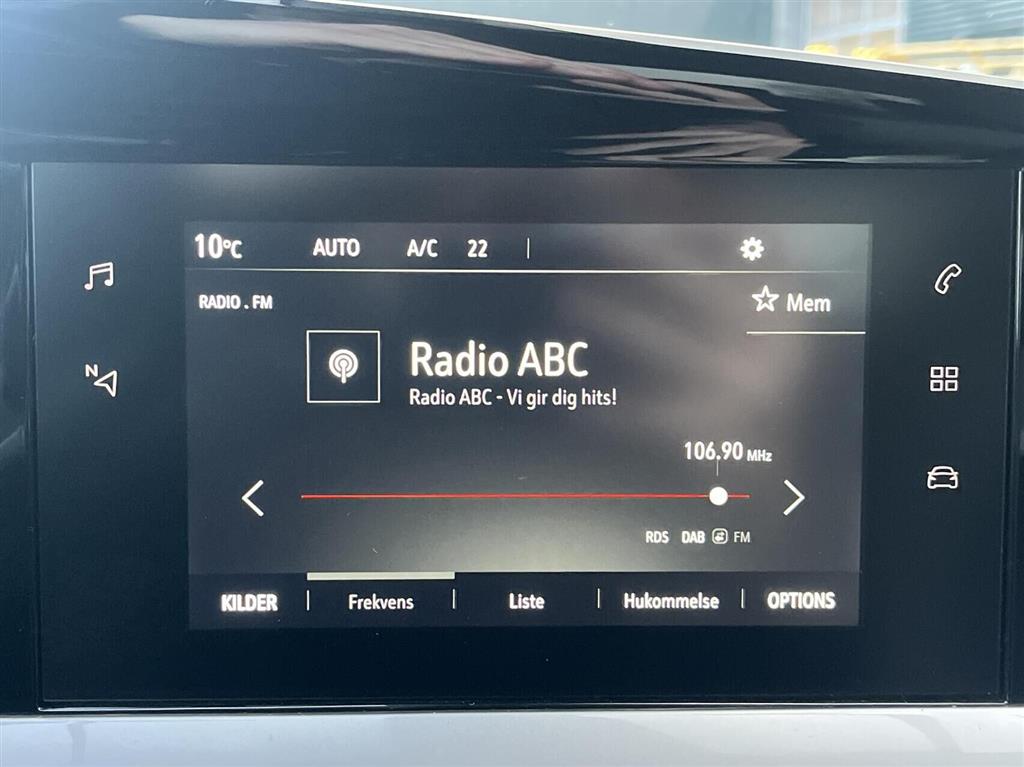 10°C AUTO A/C 22
RADIO . FM
Mem
Radio ABC
Radio ABC - Vi gir dig hits!
N
106.90 MHz
RDS DAB FM
KILDER Frekvens Liste Hukommelse OPTIONS